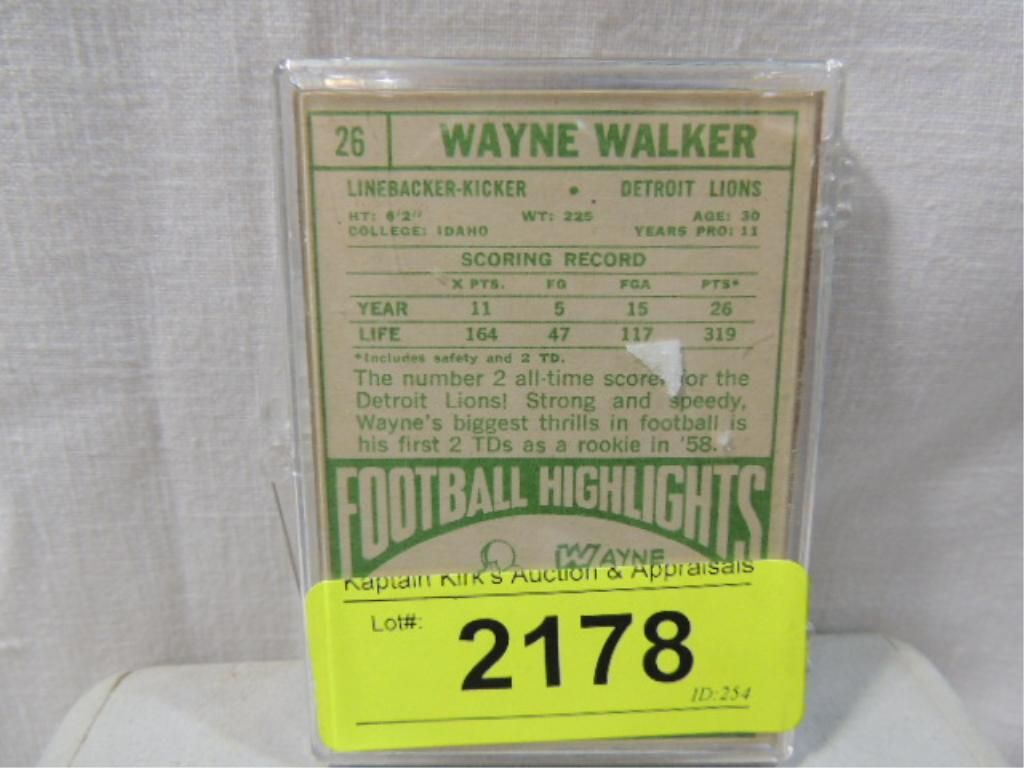 26 WAYNE WALKER
LINEBACKER-KICKER • DETROIT LIONS
HT: 6'2" WT: 225 AGE: 30
COLLEGE: IDAHO YEARS PRO: 11
SCORING RECORD
X PTS. FG FGA PTS*
YEAR 11 5 15 26
LIFE 164 47 117 319
*Includes safety and 2 TD.
The number 2 all-time scorer for the
Detroit Lions! Strong and speedy,
Wayne's biggest thrills in football is
his first 2 TDs as a rookie in '58.
FOOTBALL HIGHLIGHTS
WAYNE
Kaptain Kirk's Auction & Appraisals
Lot#:
2178
ID:254